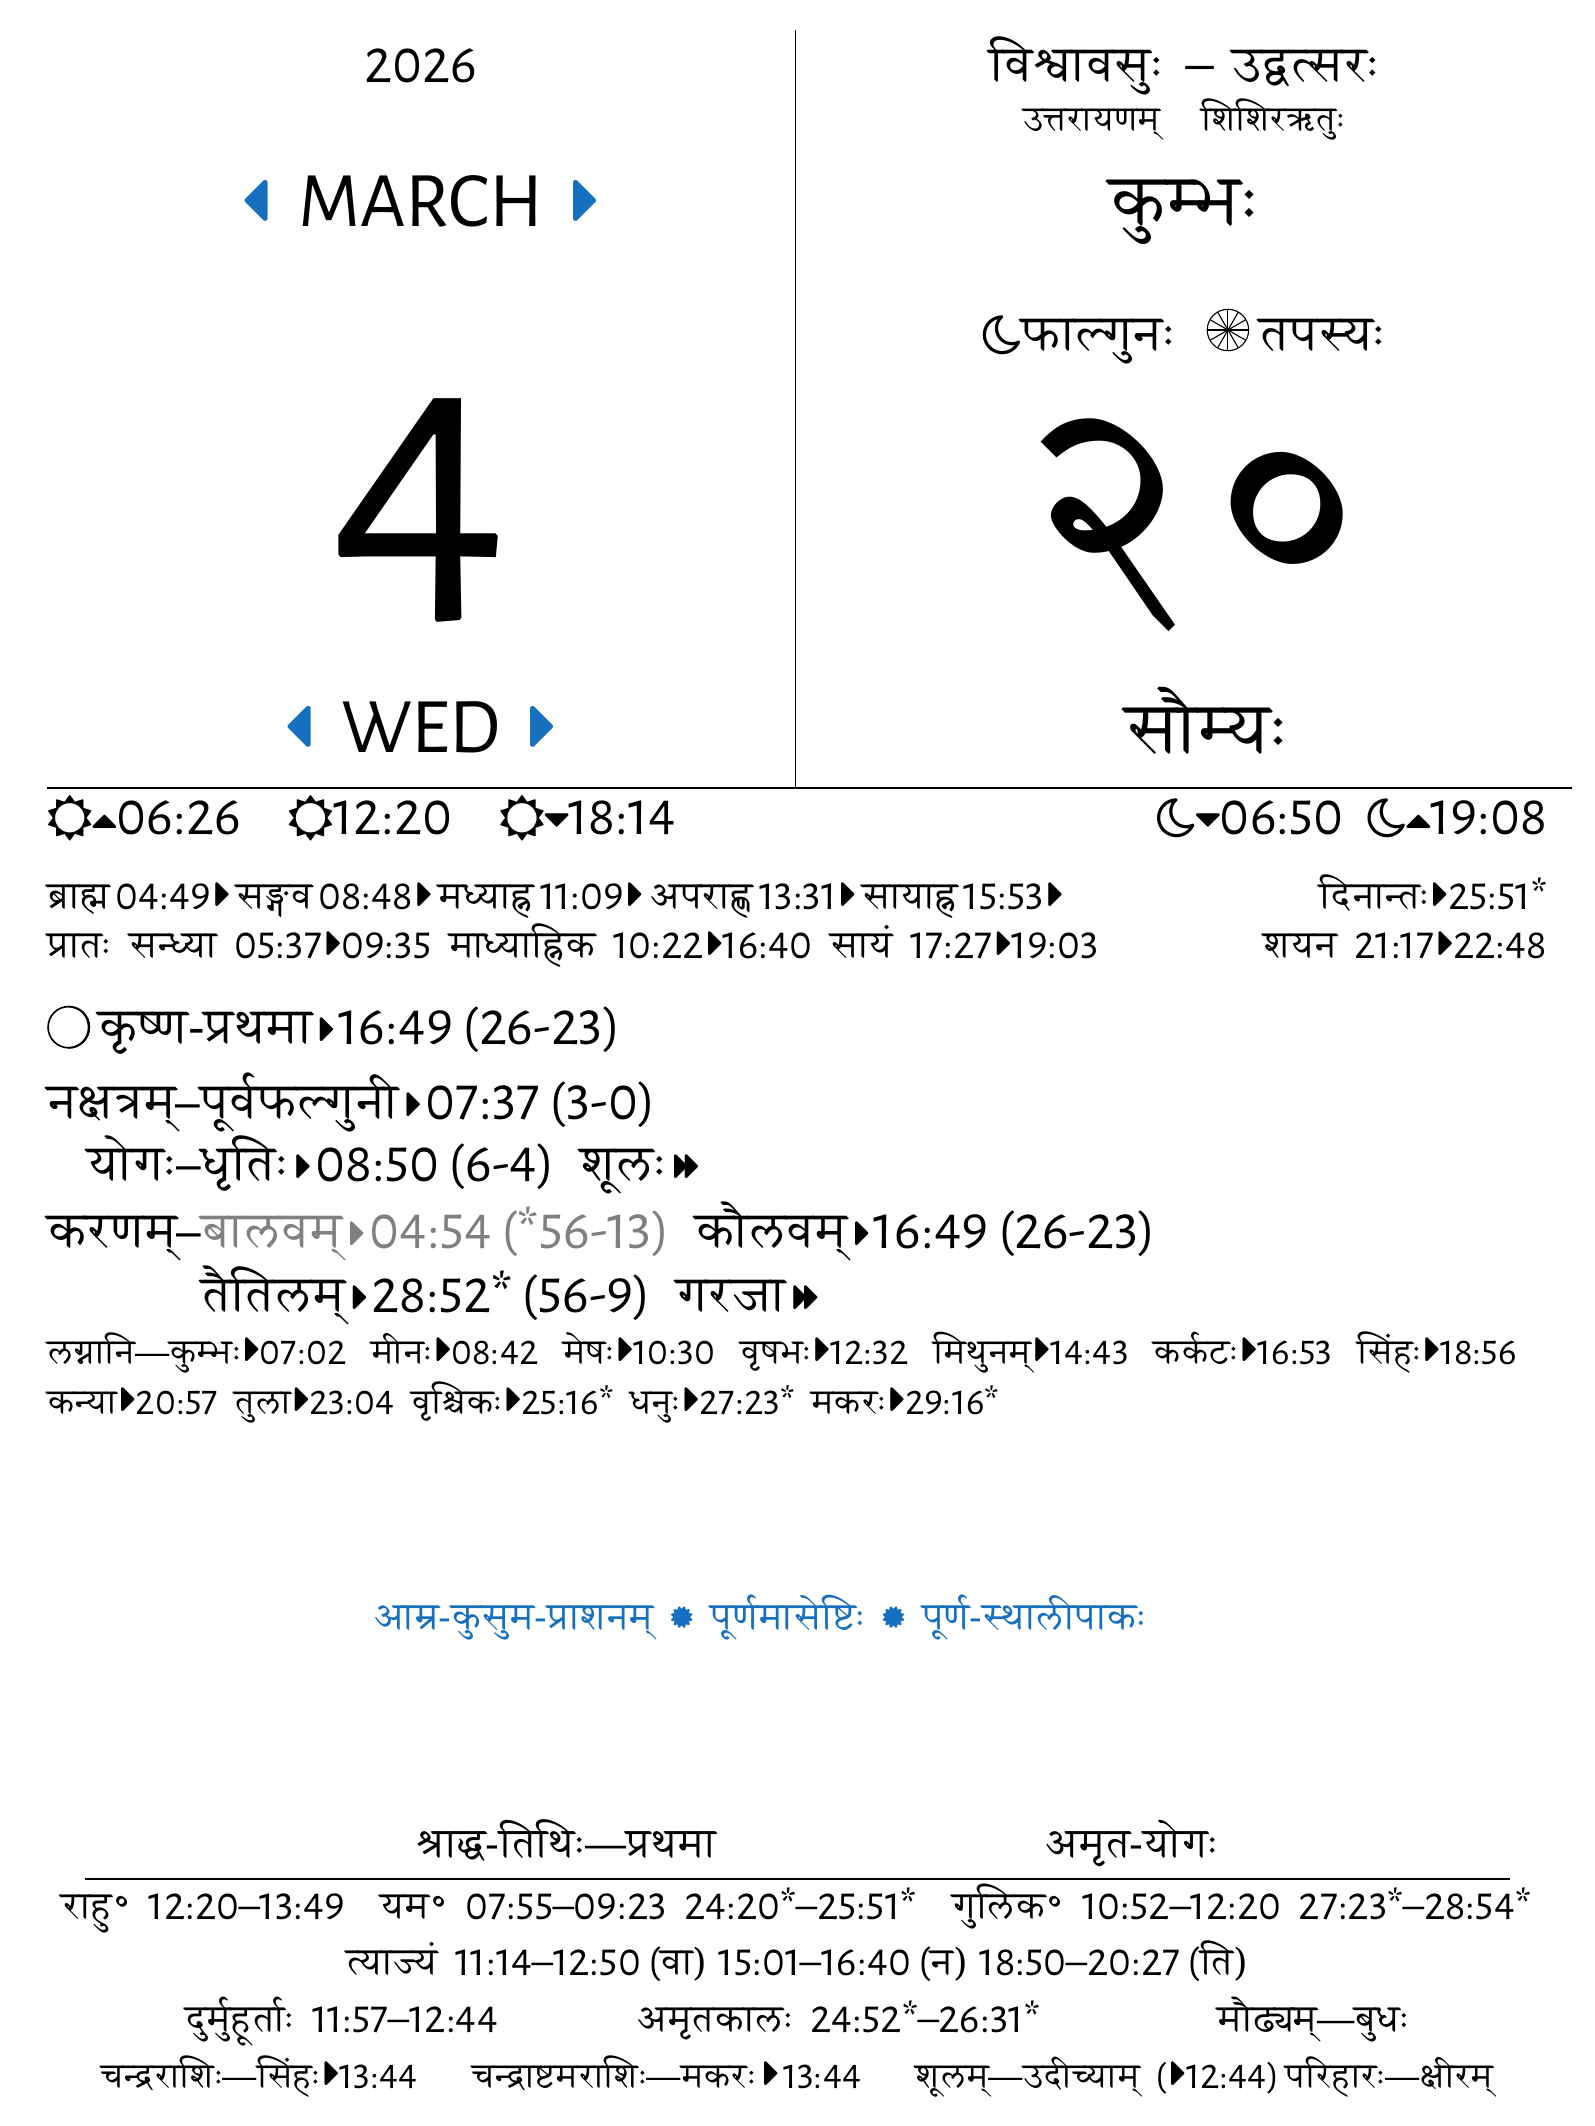 2026
MARCH
4
WED
विश्वावसुः – उद्वत्सरः
उत्तरायणम् शिशिरऋतुः
कुम्भः
फाल्गुनः तपस्यः
२०
सौम्यः
06:26 12:20 18:14 06:50 19:08
ब्राह्म 04:49 सङ्गव 08:48 मध्याह्न 11:09 अपराह्ण 13:31 सायाह्न 15:53 दिनान्तः 25:51*
प्रातः सन्ध्या 05:37 09:35 माध्याह्निक 10:22 16:40 सायं 17:27 19:03 शयन 21:17 22:48
कृष्ण-प्रथमा 16:49 (26-23)
नक्षत्रम्–पूर्वफल्गुनी 07:37 (3-0)
योगः–धृतिः 08:50 (6-4) शूलः
करणम्–बालवम् 04:54 (*56-13) कौलवम् 16:49 (26-23)
तैतिलम् 28:52* (56-9) गरजा
लग्नानि—कुम्भः 07:02 मीनः 08:42 मेषः 10:30 वृषभः 12:32 मिथुनम् 14:43 कर्कटः 16:53 सिंहः 18:56
कन्या 20:57 तुला 23:04 वृश्चिकः 25:16* धनुः 27:23* मकरः 29:16*
आम्र-कुसुम-प्राशनम् पूर्णमासेष्टिः पूर्ण-स्थालीपाकः
श्राद्ध-तिथिः—प्रथमा अमृत-योगः
राहु॰ 12:20–13:49 यम॰ 07:55–09:23 24:20*–25:51* गुलिक॰ 10:52–12:20 27:23*–28:54*
त्याज्यं 11:14–12:50 (वा) 15:01–16:40 (न) 18:50–20:27 (ति)
दुर्मुहूर्ताः 11:57–12:44 अमृतकालः 24:52*–26:31* मौढ्यम्—बुधः
चन्द्रराशिः—सिंहः 13:44 चन्द्राष्टमराशिः—मकरः 13:44 शूलम्—उदीच्याम् (12:44) परिहारः—क्षीरम्